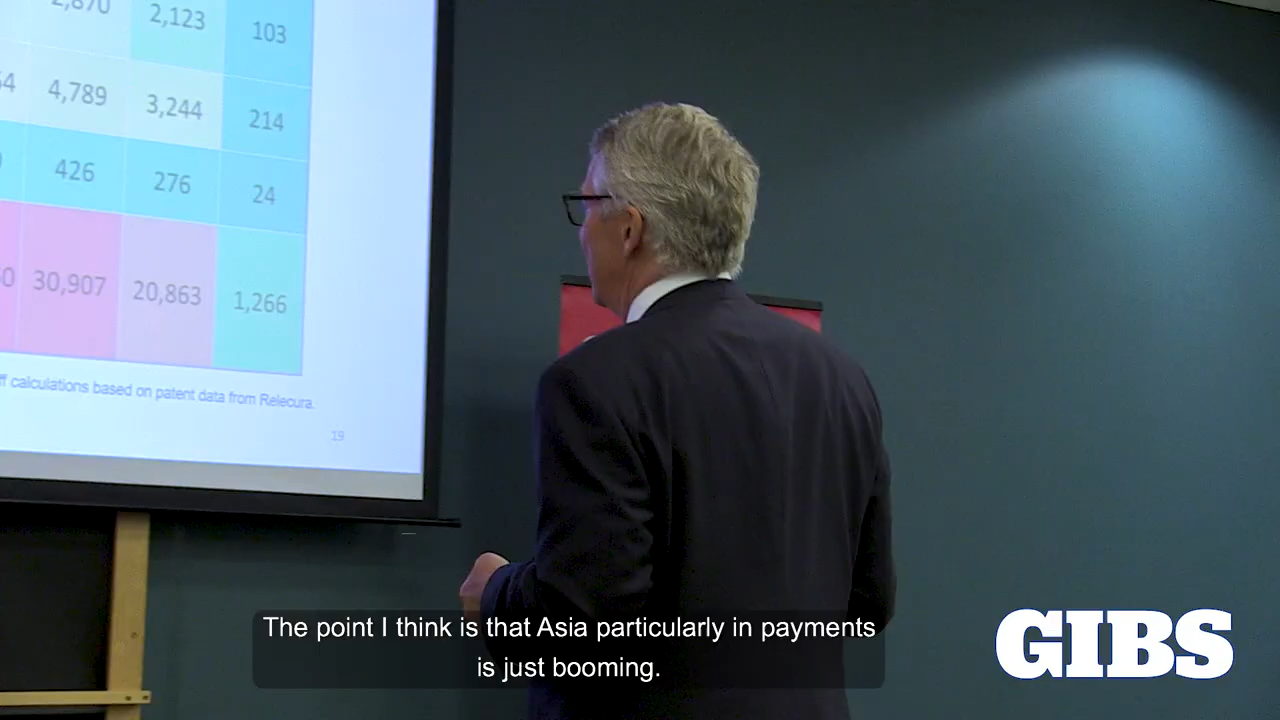 2,870 2,123 103
4,789 3,244 214
426 276 24
30,907 20,863 1,266
calculations based on patent data from Relecura.
19
The point I think is that Asia particularly in payments
is just booming.
GIBS